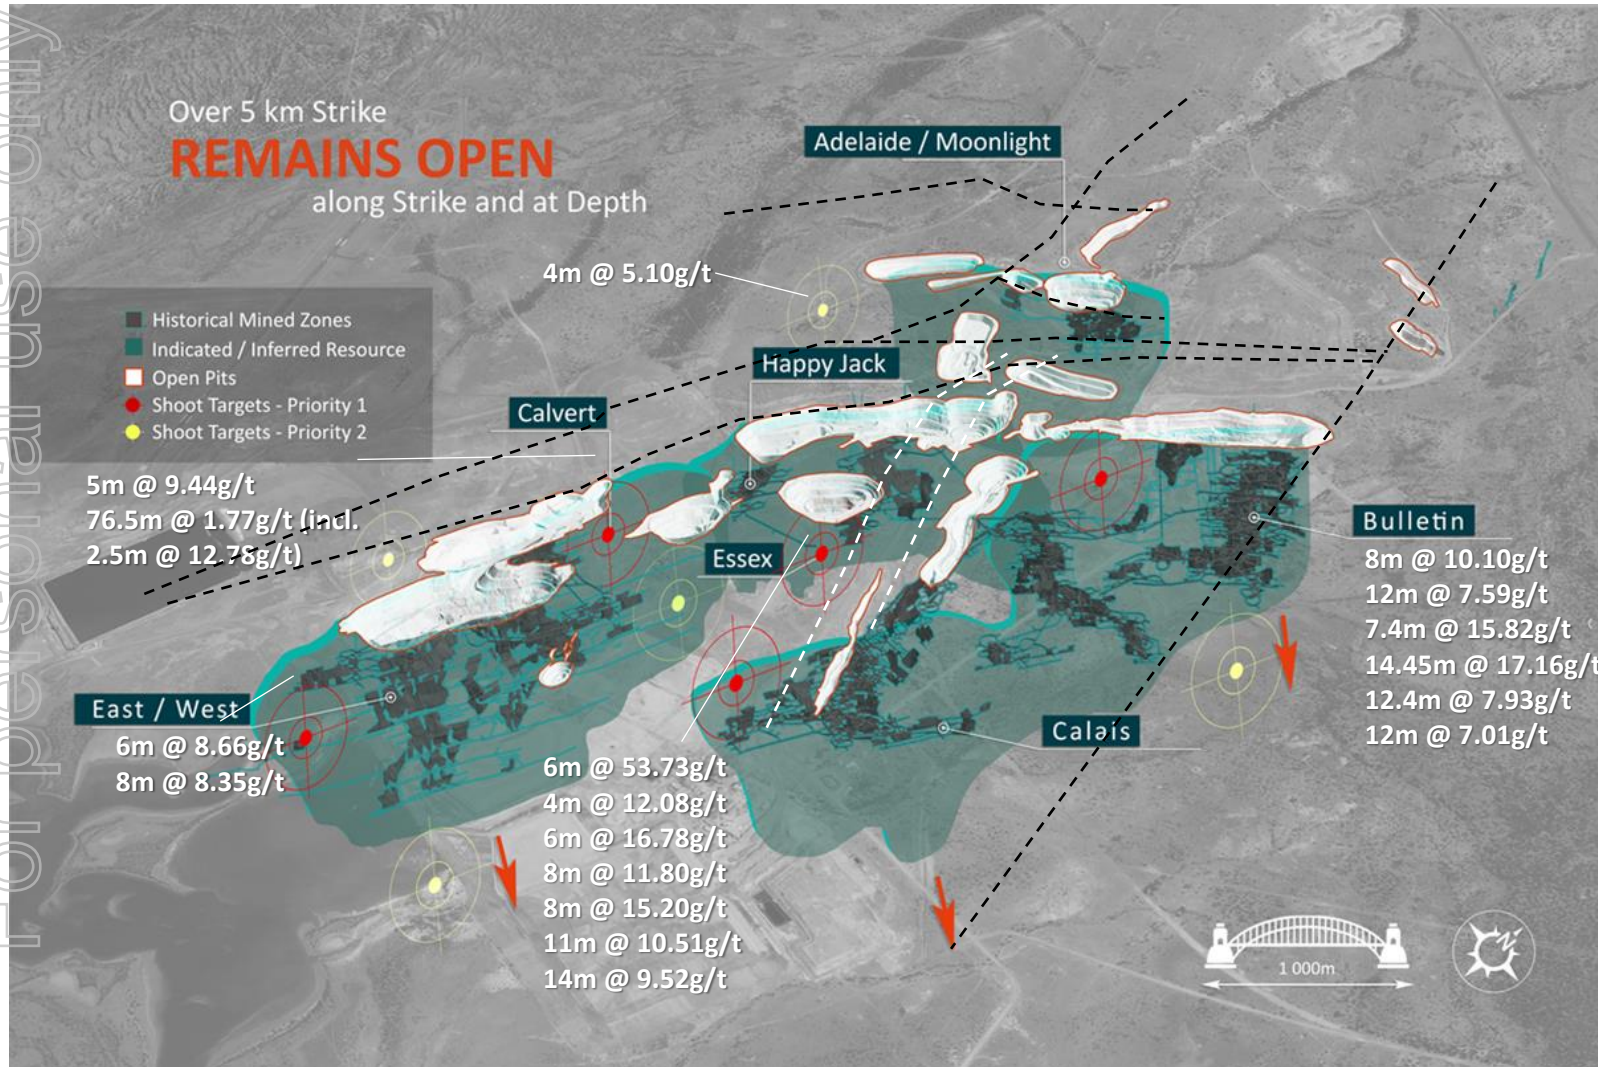 For personal use only
Over 5 km Strike
REMAINS OPEN
along Strike and at Depth
Adelaide / Moonlight
4m @ 5.10g/t
Historical Mined Zones
Indicated / Inferred Resource
Open Pits
Shoot Targets - Priority 1
Shoot Targets - Priority 2
Happy Jack
Calvert
5m @ 9.44g/t
76.5m @ 1.77g/t (incl.
2.5m @ 12.78g/t)
Essex
Bulletin
8m @ 10.10g/t
12m @ 7.59g/t
7.4m @ 15.82g/t
14.45m @ 17.16g/t
12.4m @ 7.93g/t
12m @ 7.01g/t
East / West
6m @ 8.66g/t
8m @ 8.35g/t
Calais
6m @ 53.73g/t
4m @ 12.08g/t
6m @ 16.78g/t
8m @ 11.80g/t
8m @ 15.20g/t
11m @ 10.51g/t
14m @ 9.52g/t
1 000m
N